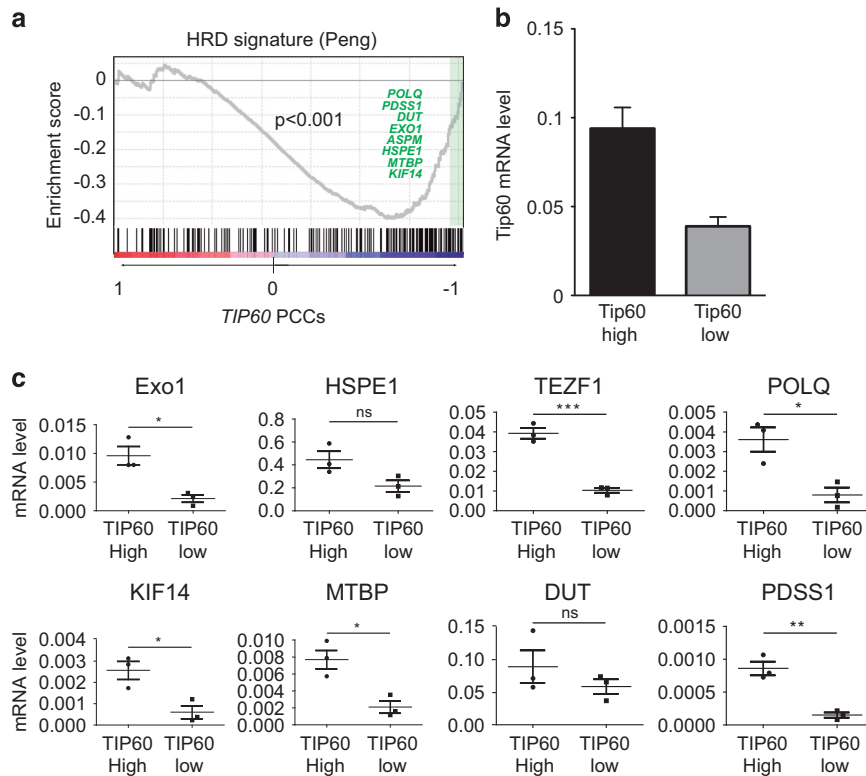 a
HRD signature (Peng)
Enrichment score
0
-0.1
-0.2
-0.3
-0.4
p<0.001
POLQ
PDSS1
DUT
EXO1
ASPM
HSPE1
MTBP
KIF14
1
0
-1
TIP60 PCCs
b
Tip60 mRNA level
0.15
0.1
0.05
0
Tip60
high
Tip60
low
c
Exo1
mRNA level
0.015
0.010
0.005
0.000
*
TIP60
High
TIP60
low
HSPE1
0.8
0.6
0.4
0.2
0.0
ns
TIP60
High
TIP60
low
TEZF1
0.05
0.04
0.03
0.02
0.01
0.00
***
TIP60
High
TIP60
low
POLQ
0.005
0.004
0.003
0.002
0.001
0.000
*
TIP60
High
TIP60
low
KIF14
mRNA level
0.004
0.003
0.002
0.001
0.000
*
TIP60
High
TIP60
low
MTBP
0.010
0.008
0.006
0.004
0.002
0.000
*
TIP60
High
TIP60
low
DUT
0.15
0.10
0.05
0.00
ns
TIP60
High
TIP60
low
PDSS1
0.0015
0.0010
0.0005
0.0000
**
TIP60
High
TIP60
low